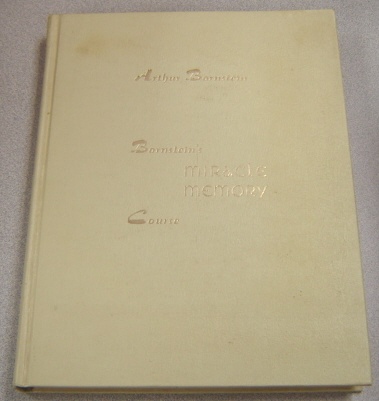 Arthur Bornstein
Bornstein's
MIRACLE
MEMORY
Course